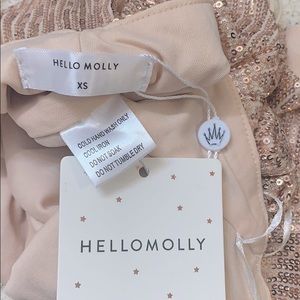 HELLO MOLLY
XS
COLD HAND WASH ONLY
COOL IRON
DO NOT SOAK
DO NOT TUMBLE DRY
HELLOMOLLY